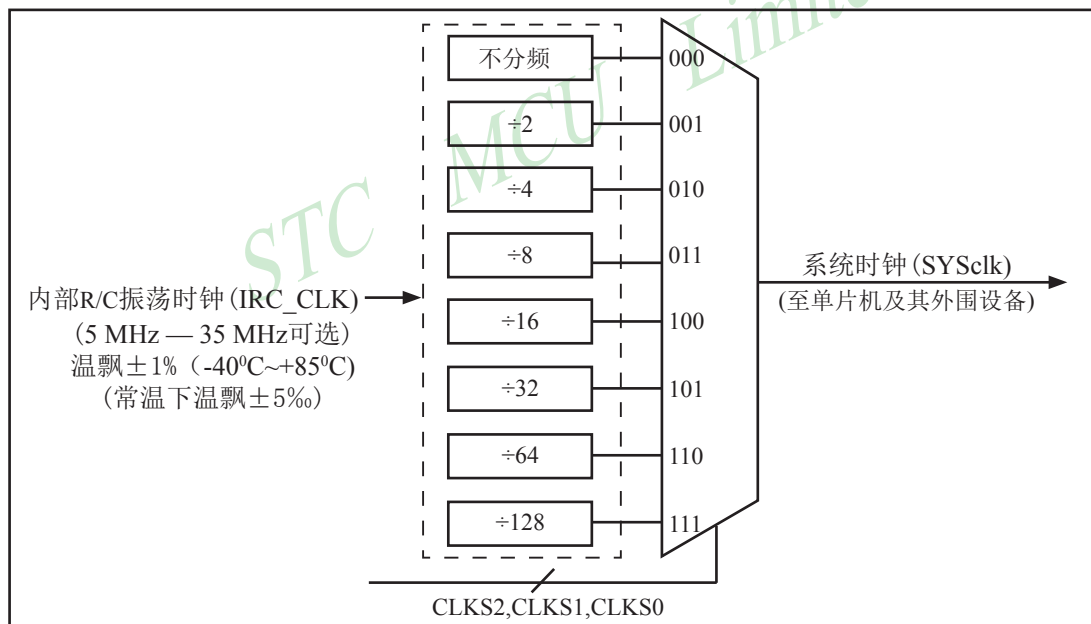 STC MCU Limite
不分频
000
÷2
001
÷4
010
÷8
011
÷16
100
÷32
101
÷64
110
÷128
111
内部R/C振荡时钟(IRC_CLK)
(5 MHz — 35 MHz可选)
温飘±1%（-40⁰C~+85⁰C)
(常温下温飘±5‰)
系统时钟(SYSclk)
(至单片机及其外围设备)
CLKS2,CLKS1,CLKS0